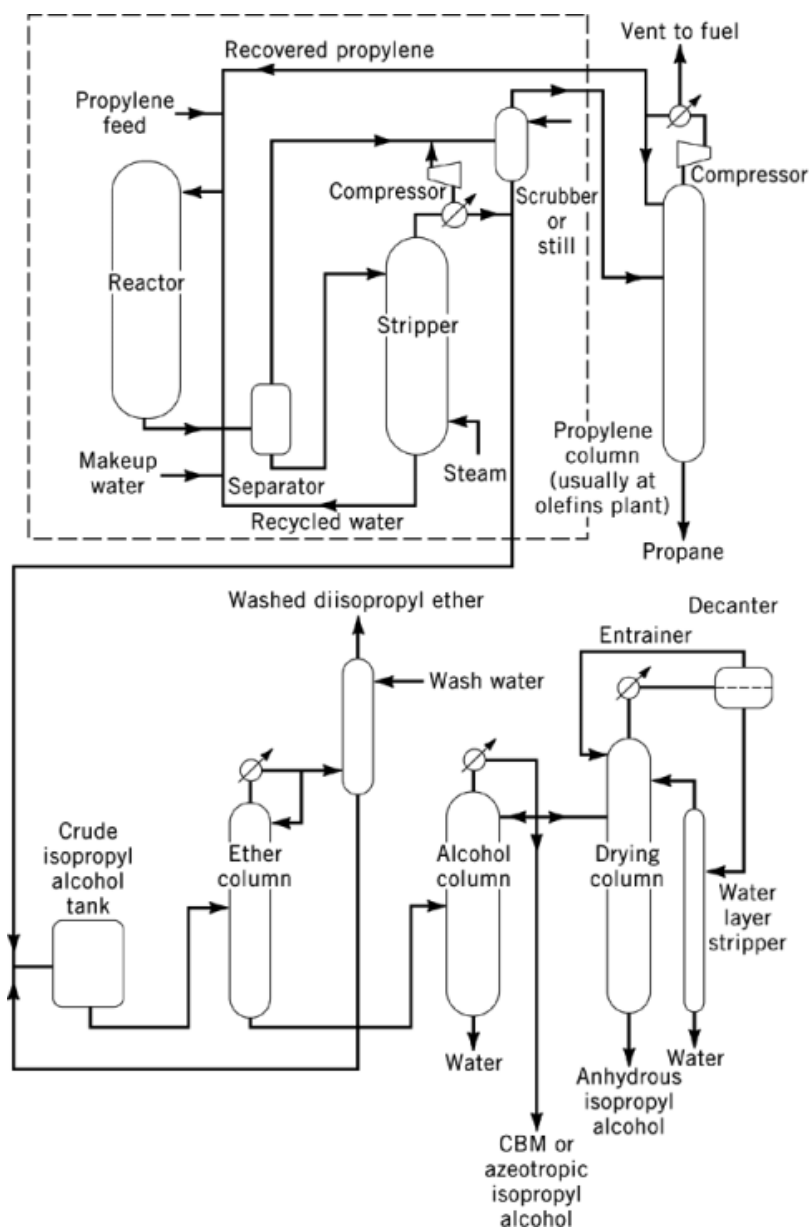 Vent to fuel
Recovered propylene
Propylene
feed
Compressor
Compressor
Scrubber
or
still
Reactor
Stripper
Makeup
water
Separator
Steam
Propylene
column
(usually at
olefins plant)
Recycled water
Propane
Washed diisopropyl ether
Decanter
Entrainer
Wash water
Crude
isopropyl
alcohol
tank
Ether
column
Alcohol
column
Drying
column
Water
layer
stripper
Water
Water
Anhydrous
isopropyl
alcohol
CBM or
azeotropic
isopropyl
alcohol